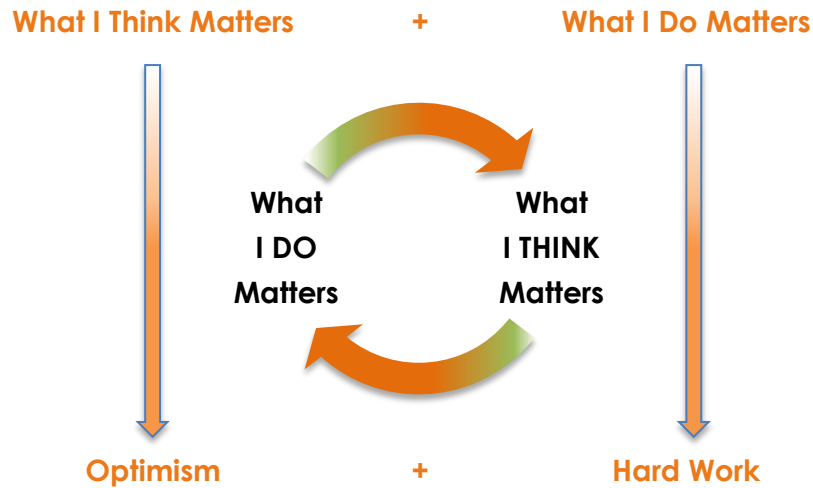 What I Think Matters + What I Do Matters
What What
I DO I THINK
Matters Matters
Optimism + Hard Work